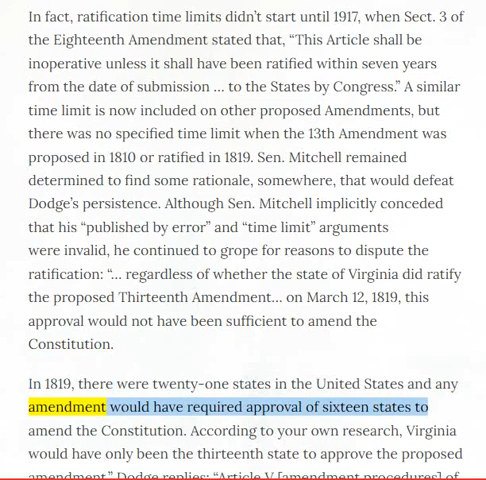 In fact, ratification time limits didn’t start until 1917, when Sect. 3 of
the Eighteenth Amendment stated that, “This Article shall be
inoperative unless it shall have been ratified within seven years
from the date of submission … to the States by Congress.” A similar
time limit is now included on other proposed Amendments, but
there was no specified time limit when the 13th Amendment was
proposed in 1810 or ratified in 1819. Sen. Mitchell remained
determined to find some rationale, somewhere, that would defeat
Dodge’s persistence. Although Sen. Mitchell implicitly conceded
that his “published by error” and “time limit” arguments
were invalid, he continued to grope for reasons to dispute the
ratification: “… regardless of whether the state of Virginia did ratify
the proposed Thirteenth Amendment… on March 12, 1819, this
approval would not have been sufficient to amend the
Constitution.
In 1819, there were twenty-one states in the United States and any
amendment would have required approval of sixteen states to
amend the Constitution. According to your own research, Virginia
would have only been the thirteenth state to approve the proposed
amendment.” Dodge replies: “Article V [amendment procedures] of